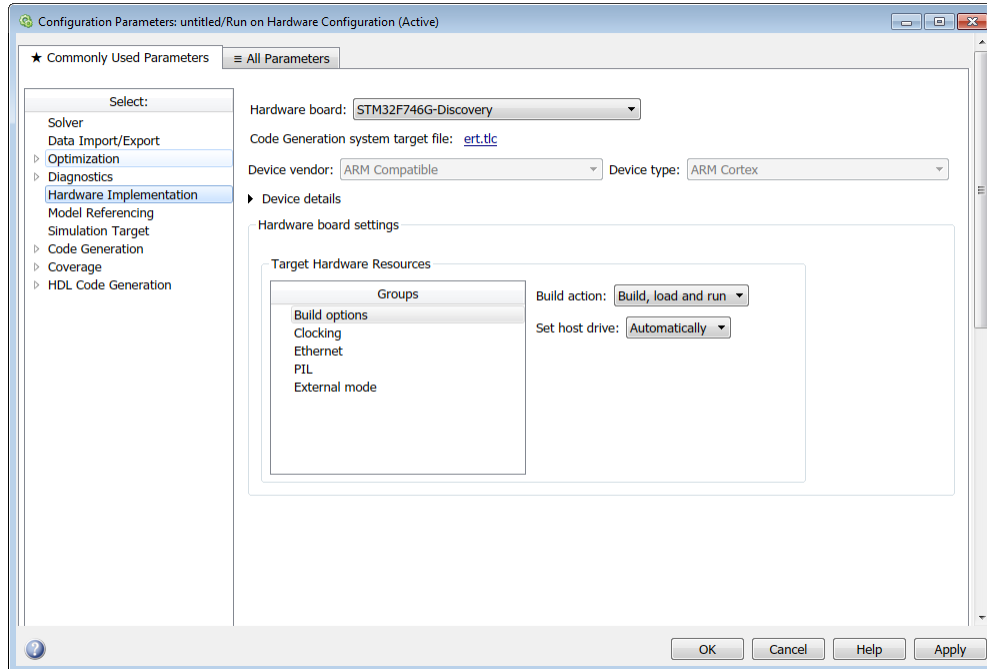 Configuration Parameters: untitled/Run on Hardware Configuration (Active)
★ Commonly Used Parameters
≡ All Parameters
Select:
Solver
Data Import/Export
Optimization
Diagnostics
Hardware Implementation
Model Referencing
Simulation Target
Code Generation
Coverage
HDL Code Generation
Hardware board: STM32F746G-Discovery
Code Generation system target file: ert.tlc
Device vendor: ARM Compatible Device type: ARM Cortex
Device details
Hardware board settings
Target Hardware Resources
Groups
Build options
Clocking
Ethernet
PIL
External mode
Build action: Build, load and run
Set host drive: Automatically
OK Cancel Help Apply